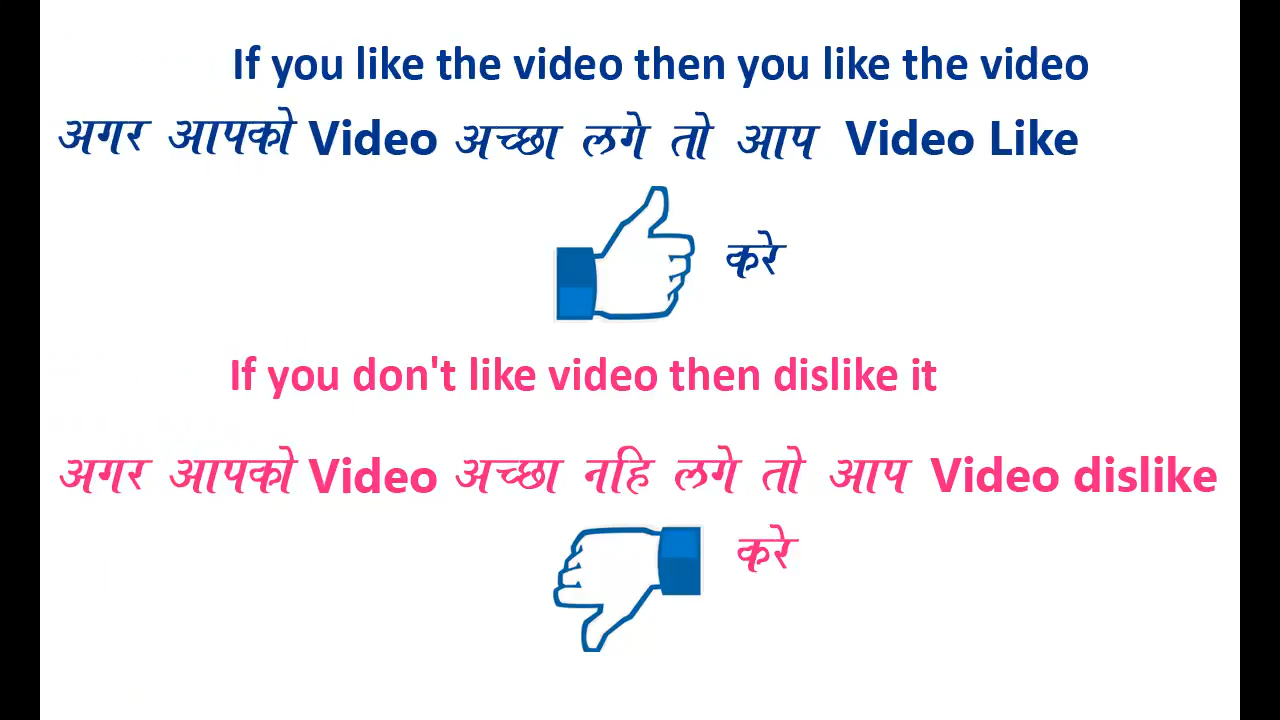 If you like the video then you like the video
अगर आपको Video अच्छा लगे तो आप Video Like
करे
If you don't like video then dislike it
अगर आपको Video अच्छा नहि लगे तो आप Video dislike
करे